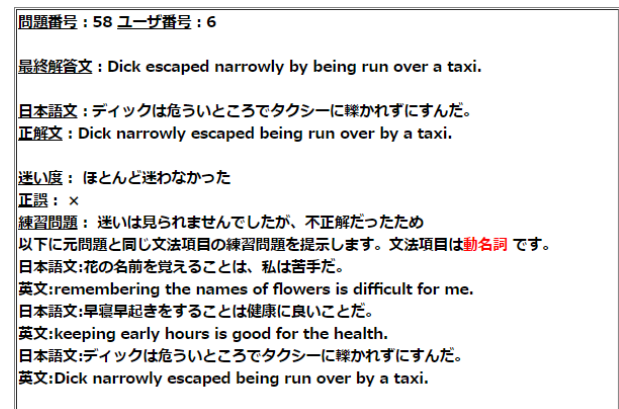 問題番号：58 ユーザ番号：6
最終解答文：Dick escaped narrowly by being run over a taxi.
日本語文：ディックは危ういところでタクシーに轢かれずにすんだ。
正解文：Dick narrowly escaped being run over by a taxi.
迷い度： ほとんど迷わなかった
正誤： ×
練習問題： 迷いは見られませんでしたが、不正解だったため
以下に元問題と同じ文法項目の練習問題を提示します。文法項目は動名詞 です。
日本語文:花の名前を覚えることは、私は苦手だ。
英文:remembering the names of flowers is difficult for me.
日本語文:早寝早起きをすることは健康に良いことだ。
英文:keeping early hours is good for the health.
日本語文:ディックは危ういところでタクシーに轢かれずにすんだ。
英文:Dick narrowly escaped being run over by a taxi.